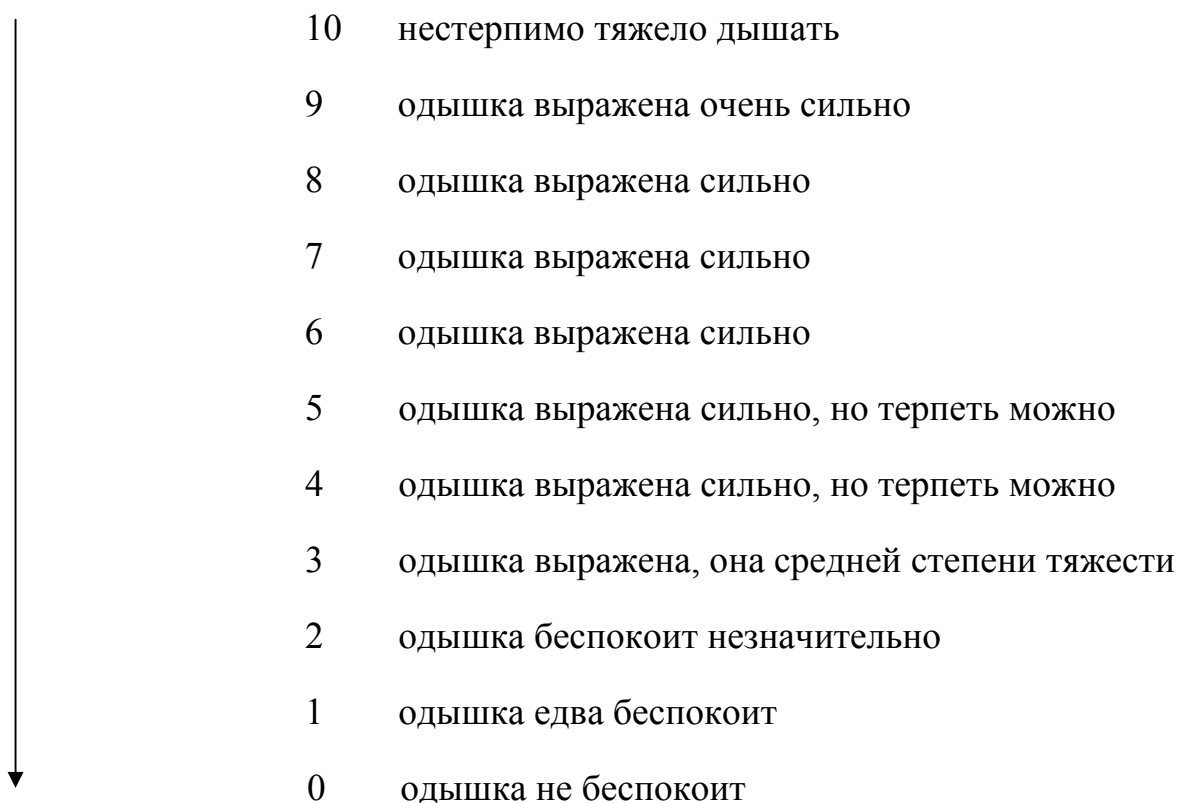 10 нестерпимо тяжело дышать
9 одышка выражена очень сильно
8 одышка выражена сильно
7 одышка выражена сильно
6 одышка выражена сильно
5 одышка выражена сильно, но терпеть можно
4 одышка выражена сильно, но терпеть можно
3 одышка выражена, она средней степени тяжести
2 одышка беспокоит незначительно
1 одышка едва беспокоит
0 одышка не беспокоит